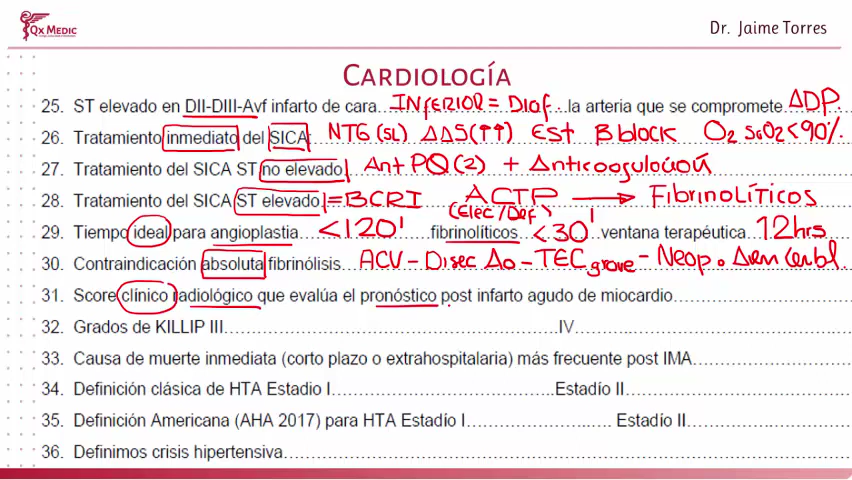 Qx MEDIC
Dr. Jaime Torres
CARDIOLOGÍA
25. ST elevado en DII-DIII-Avf infarto de cara INFERIOR = Diaf. la arteria que se compromete ADP
26. Tratamiento inmediato del SICA: NTG (SL) AAS (↑↑) Est B block O2 SaO2 < 90%.
27. Tratamiento del SICA ST no elevado Ant PQ (2) + Anticoagulación
28. Tratamiento del SICA ST elevado = BCRI ACTP → Fibrinolíticos
(Elec/Def)
29. Tiempo ideal para angioplastia <120' fibrinolíticos <30' ventana terapéutica 12hrs
30. Contraindicación absoluta fibrinólisis ACV - Disec Ao - TEC grave - Neop.
31. Score clínico radiológico que evalúa el pronóstico post infarto agudo de miocardio
32. Grados de KILLIP III IV
33. Causa de muerte inmediata (corto plazo o extrahospitalaria) más frecuente post IMA
34. Definición clásica de HTA Estadio I Estadío II
35. Definición Americana (AHA 2017) para HTA Estadío I Estadío II
36. Definimos crisis hipertensiva